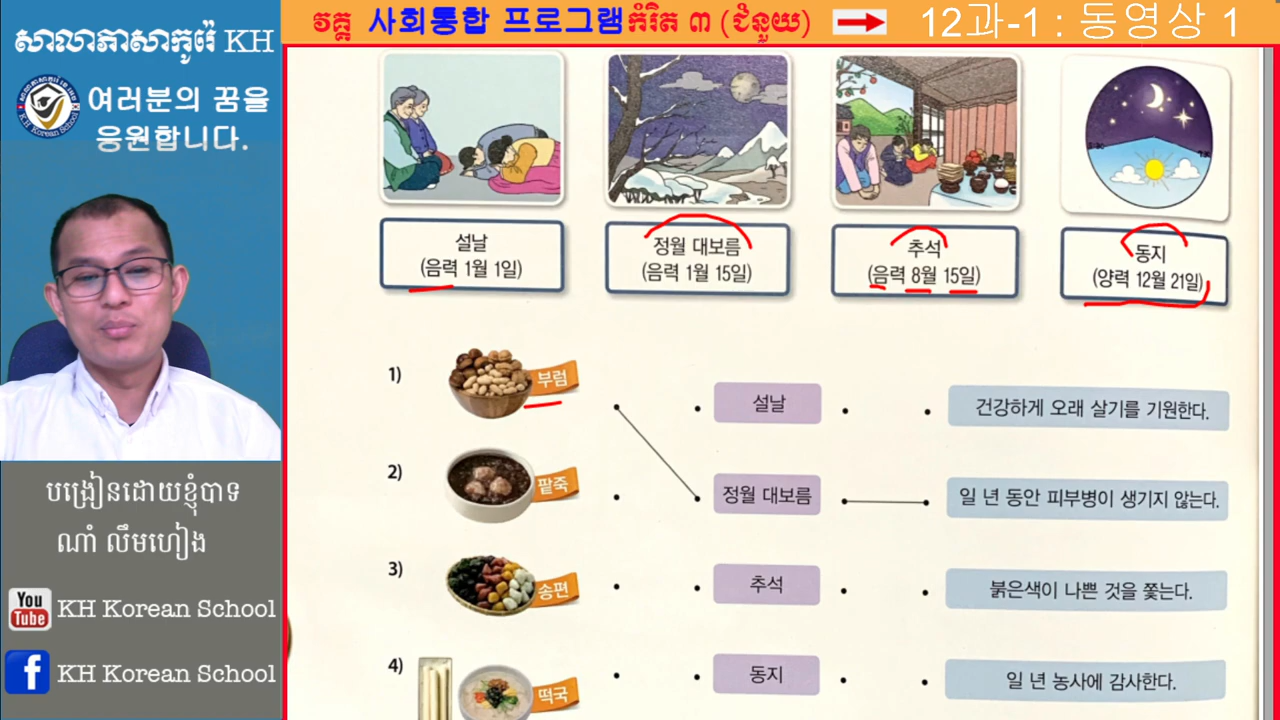 សាលាភាសាកូរ៉េ KH
여러분의 꿈을
응원합니다.
បង្រៀនដោយខ្ញុំបាទ
ណាំ លឹមហៀង
You Tube KH Korean School
f KH Korean School
វគ្គ 사회통합 프로그램 កំរិត ៣ (ជំនួយ) 12과-1 : 동영상 1
설날
(음력 1월 1일)
정월 대보름
(음력 1월 15일)
추석
(음력 8월 15일)
동지
(양력 12월 21일)
1) 부럼 설날 건강하게 오래 살기를 기원한다.
2) 팥죽 정월 대보름 일 년 동안 피부병이 생기지 않는다.
3) 송편 추석 붉은색이 나쁜 것을 쫓는다.
4) 떡국 동지 일 년 농사에 감사한다.